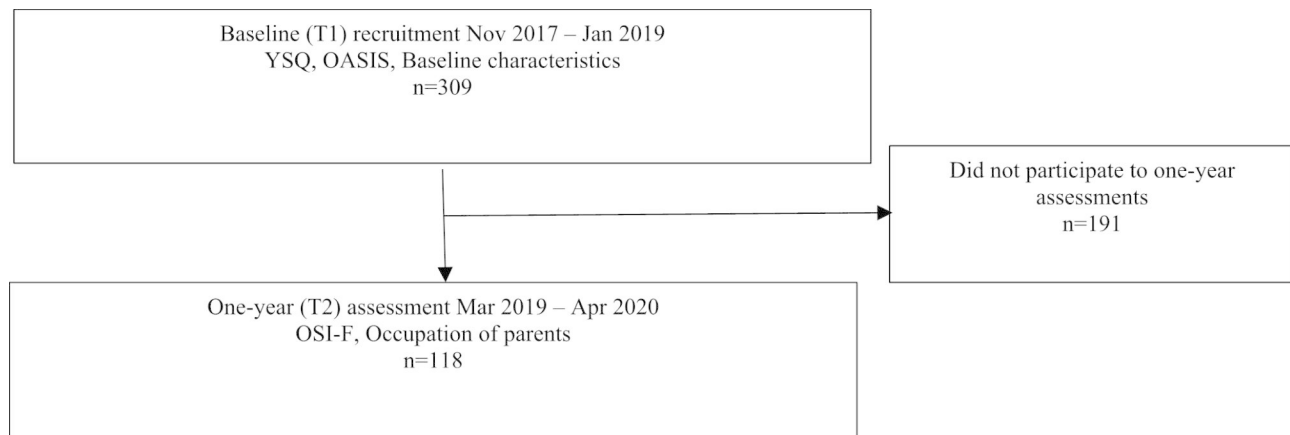 Baseline (T1) recruitment Nov 2017 – Jan 2019
YSQ, OASIS, Baseline characteristics
n=309
Did not participate to one-year
assessments
n=191
One-year (T2) assessment Mar 2019 – Apr 2020
OSI-F, Occupation of parents
n=118